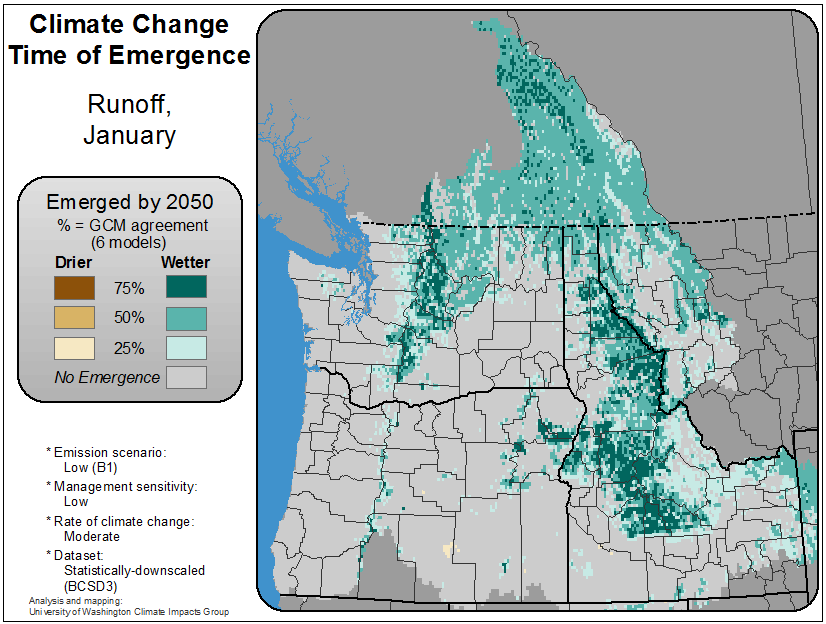 Climate Change
Time of Emergence
Runoff,
January
Emerged by 2050
% = GCM agreement
(6 models)
Drier Wetter
75%
50%
25%
No Emergence
* Emission scenario:
Low (B1)
* Management sensitivity:
Low
* Rate of climate change:
Moderate
* Dataset:
Statistically-downscaled
(BCSD3)
Analysis and mapping:
University of Washington Climate Impacts Group